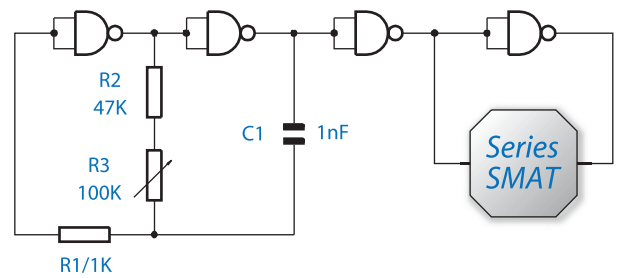 R2
47K
C1
1nF
R3
100K
Series
SMAT
R1/1K